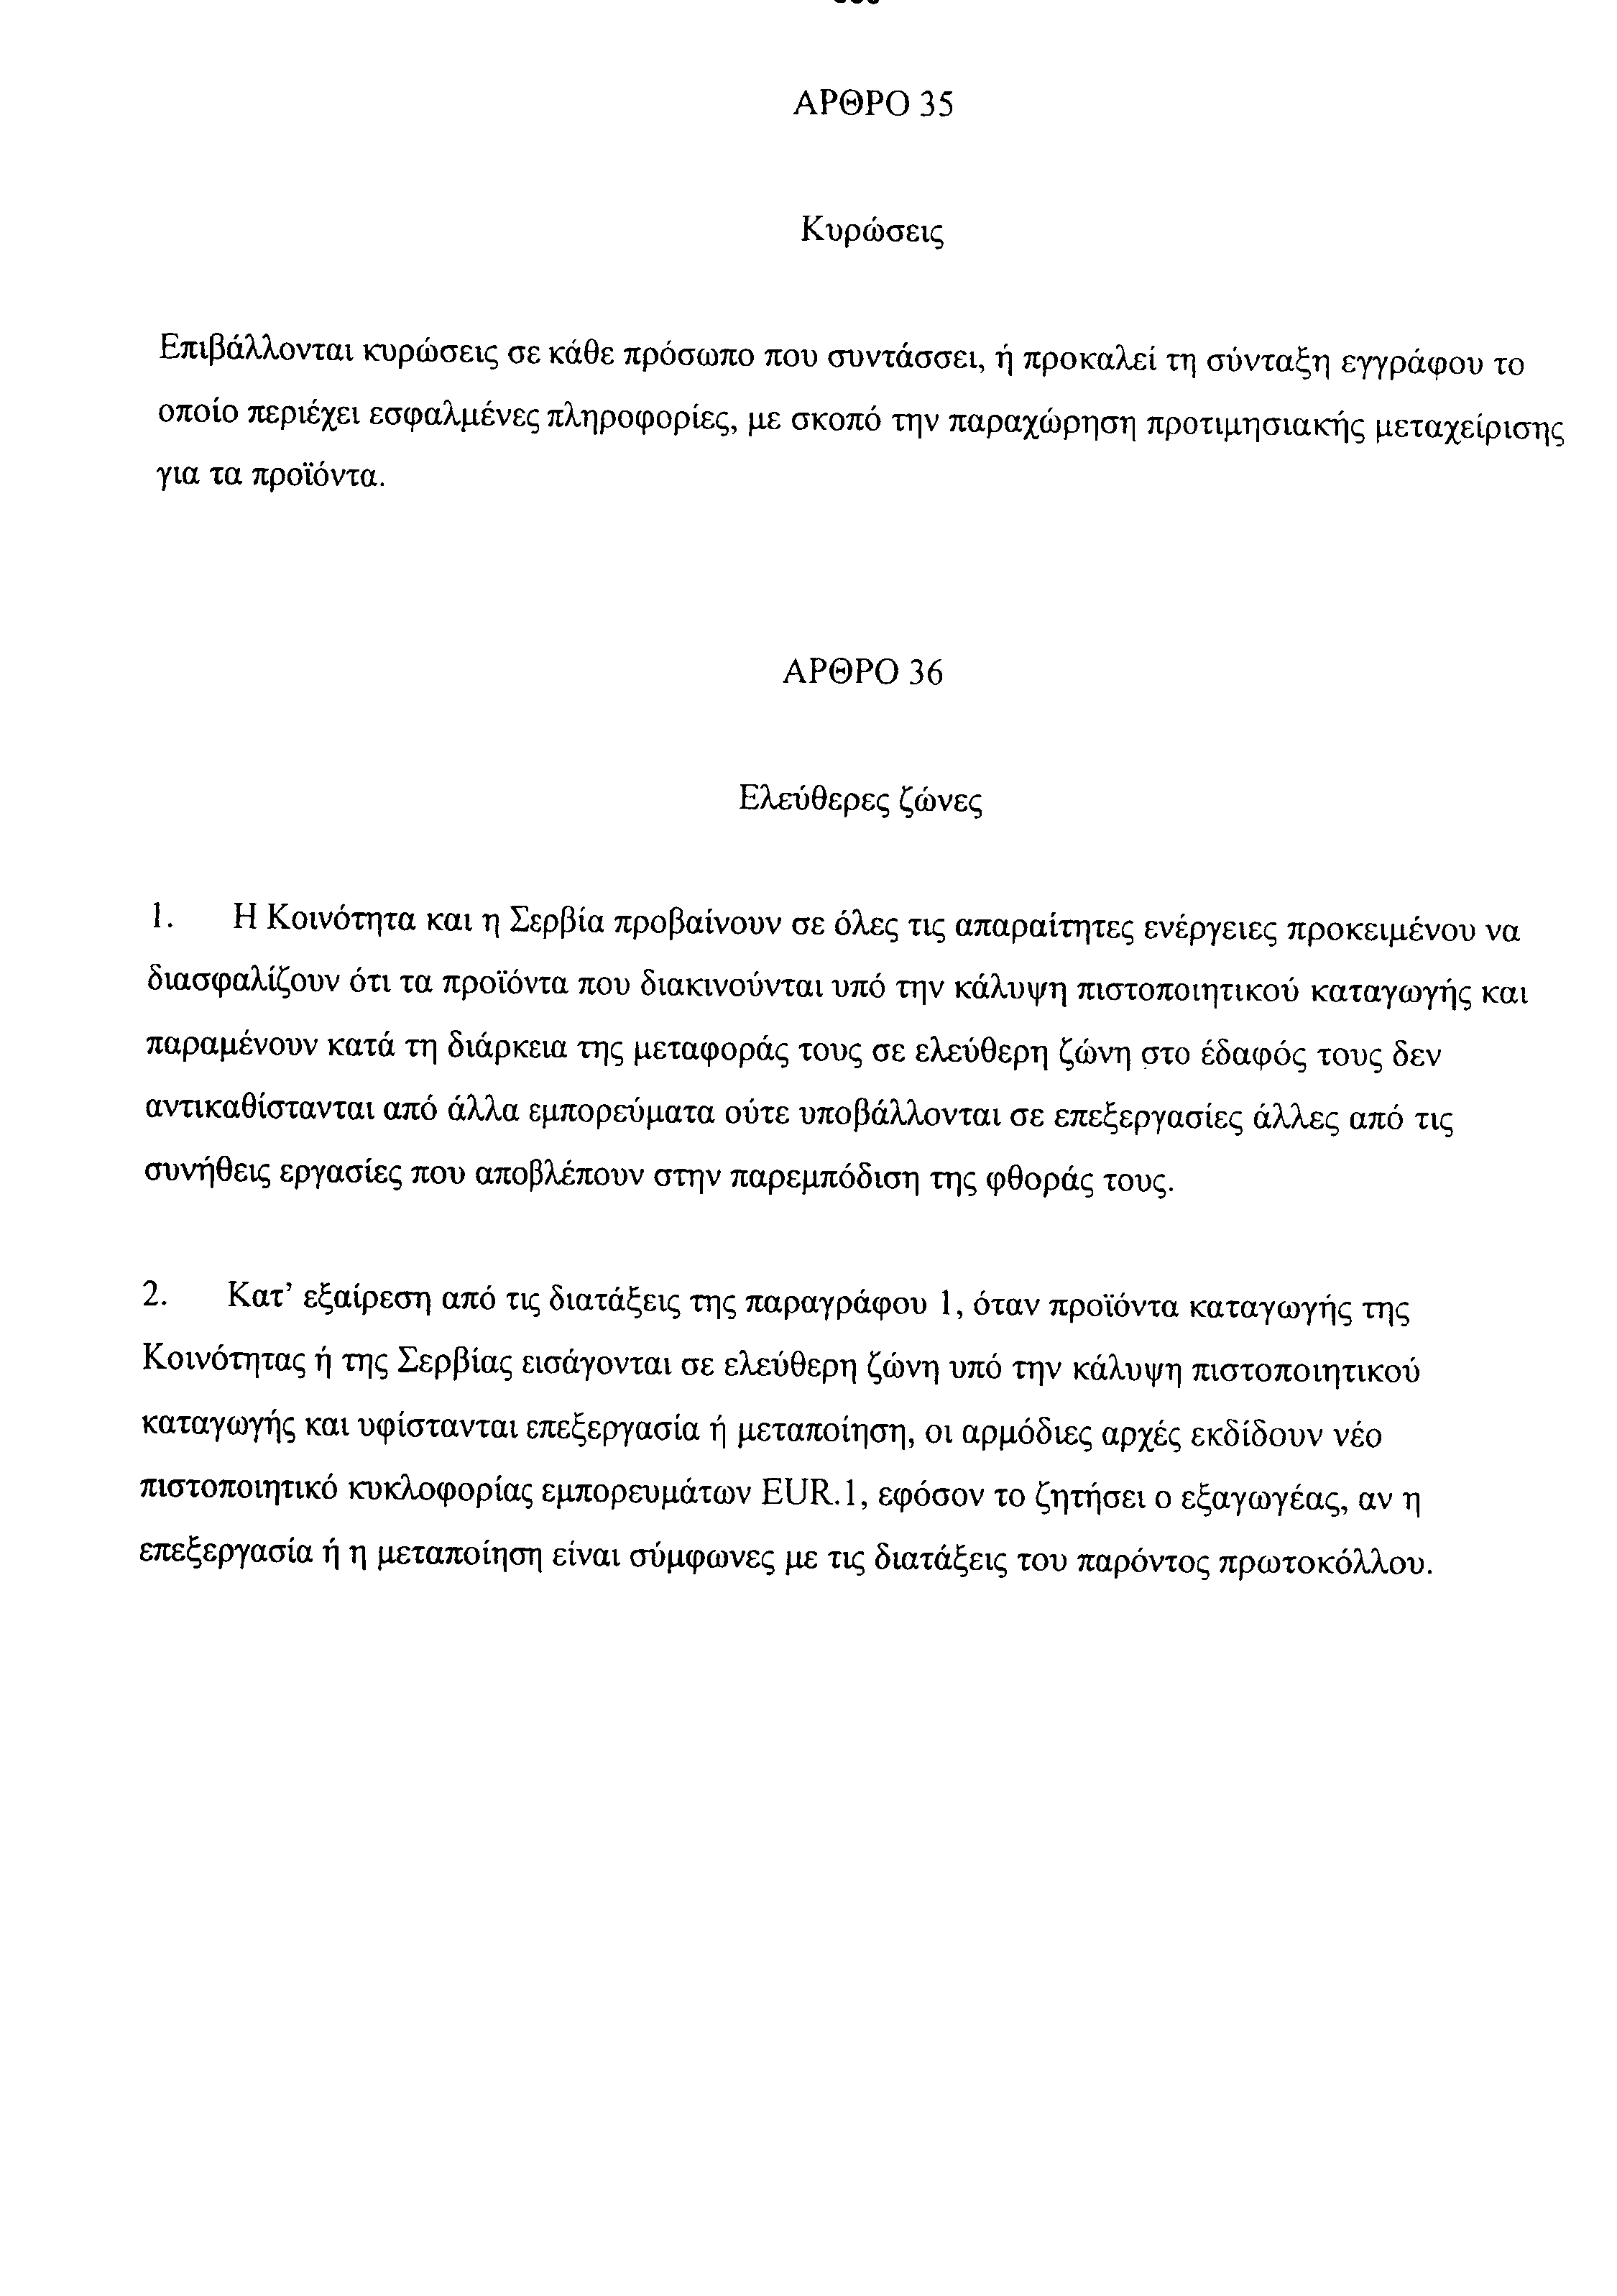 ΑΡΘΡΟ 35
Κυρώσεις
Επιβάλλονται κυρώσεις σε κάθε πρόσωπο που συντάσσει, ή προκαλεί τη σύνταξη εγγράφου το
οποίο περιέχει εσφαλμένες πληροφορίες, με σκοπό την παραχώρηση προτιμησιακής μεταχείρισης
για τα προϊόντα.
ΑΡΘΡΟ 36
Ελεύθερες ζώνες
1. Η Κοινότητα και η Σερβία προβαίνουν σε όλες τις απαραίτητες ενέργειες προκειμένου να
διασφαλίζουν ότι τα προϊόντα που διακινούνται υπό την κάλυψη πιστοποιητικού καταγωγής και
παραμένουν κατά τη διάρκεια της μεταφοράς τους σε ελεύθερη ζώνη στο έδαφός τους δεν
αντικαθίστανται από άλλα εμπορεύματα ούτε υποβάλλονται σε επεξεργασίες άλλες από τις
συνήθεις εργασίες που αποβλέπουν στην παρεμπόδιση της φθοράς τους.
2. Κατ’ εξαίρεση από τις διατάξεις της παραγράφου 1, όταν προϊόντα καταγωγής της
Κοινότητας ή της Σερβίας εισάγονται σε ελεύθερη ζώνη υπό την κάλυψη πιστοποιητικού
καταγωγής και υφίστανται επεξεργασία ή μεταποίηση, οι αρμόδιες αρχές εκδίδουν νέο
πιστοποιητικό κυκλοφορίας εμπορευμάτων EUR.1, εφόσον το ζητήσει ο εξαγωγέας, αν η
επεξεργασία ή η μεταποίηση είναι σύμφωνες με τις διατάξεις του παρόντος πρωτοκόλλου.